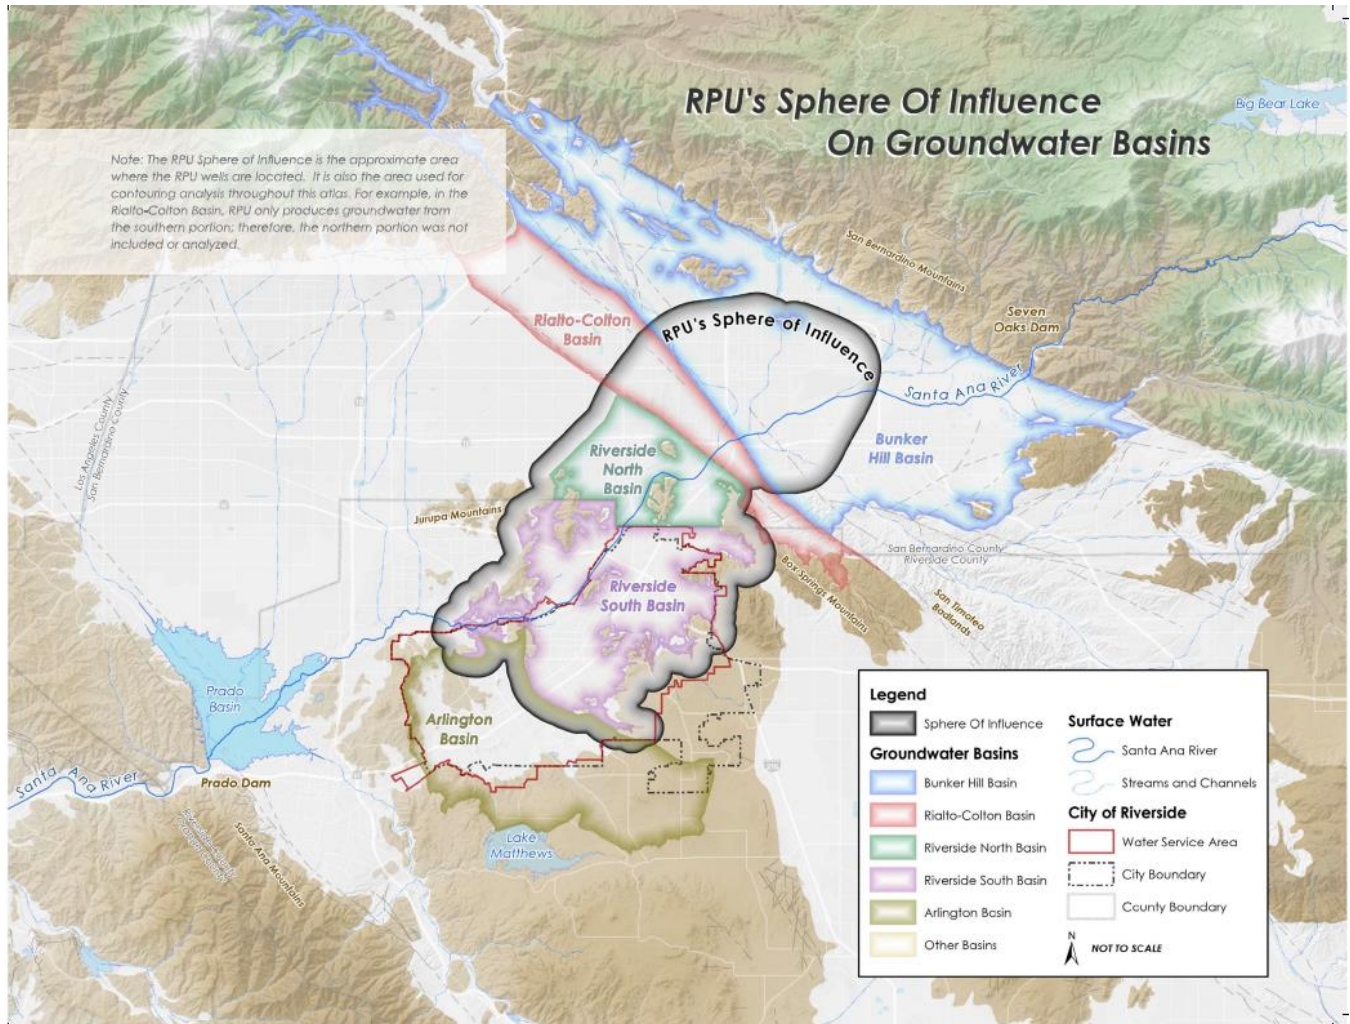 RPU's Sphere Of Influence
On Groundwater Basins
Big Bear Lake
Note: The RPU Sphere of Influence is the approximate area
where the RPU wells are located. It is also the area used for
contouring analysis throughout this atlas. For example, in the
Rialto-Colton Basin, RPU only produces groundwater from
the southern portion; therefore, the northern portion was not
included or analyzed.
San Bernardino Mountains
Seven
Oaks Dam
Rialto-Colton
Basin
RPU's Sphere of Influence
Santa Ana River
Los Angeles County
San Bernardino County
Bunker
Hill Basin
Riverside
North
Basin
Jurupa Mountains
San Bernardino County
Riverside County
Box Springs Mountains
San Timoteo
Badlands
Riverside
South Basin
Prado
Basin
Arlington
Basin
Santa Ana River
Prado Dam
Santa Ana Mountains
Lake
Matthews
Legend
Sphere Of Influence
Groundwater Basins
Bunker Hill Basin
Rialto-Colton Basin
Riverside North Basin
Riverside South Basin
Arlington Basin
Other Basins
Surface Water
Santa Ana River
Streams and Channels
City of Riverside
Water Service Area
City Boundary
County Boundary
N
NOT TO SCALE